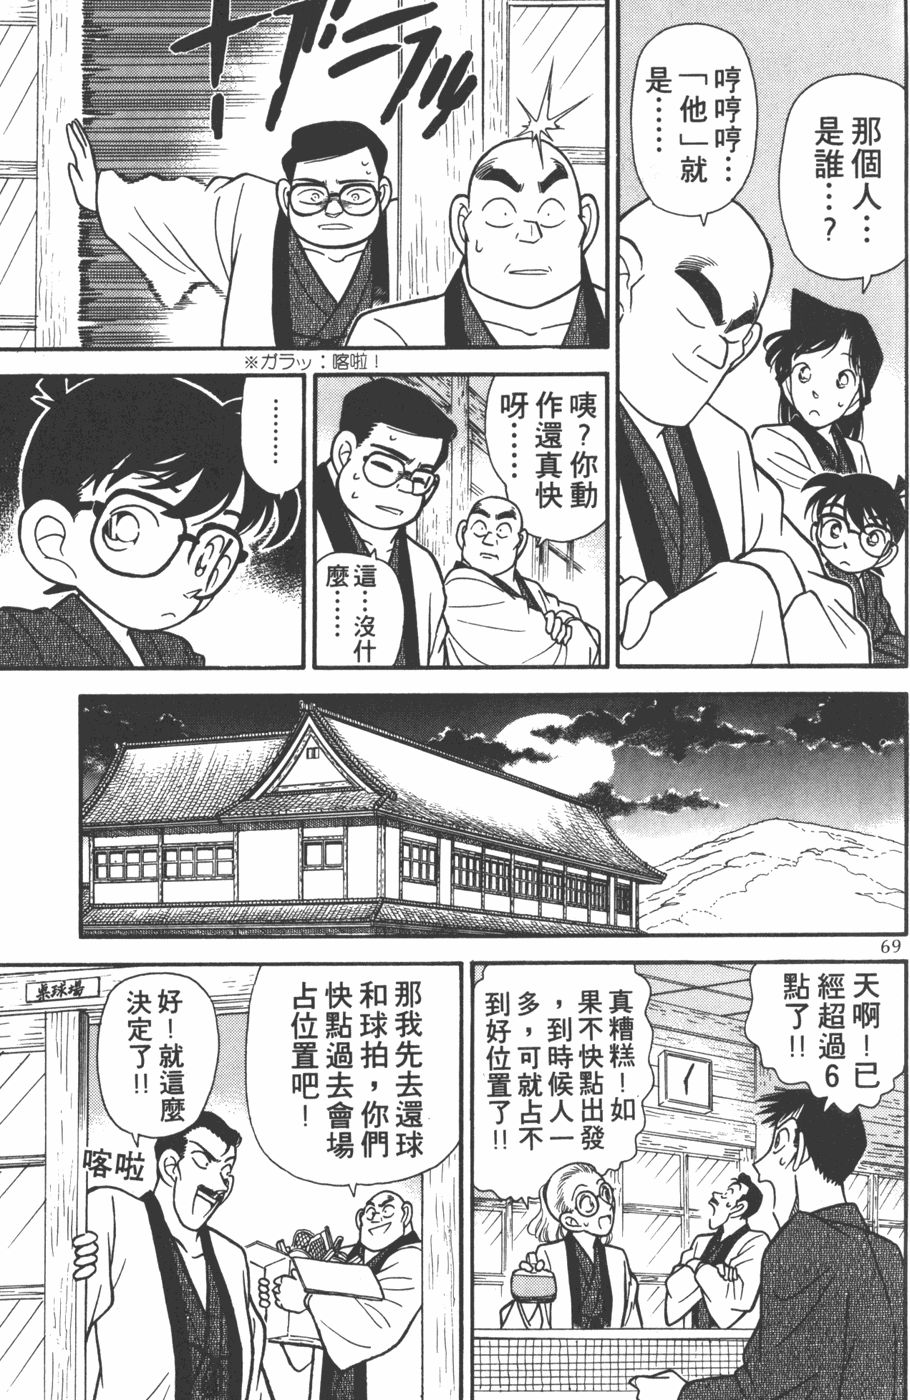 那個人…
是誰…?
哼哼哼…
「他」就
是……
ガラッ
※ガラッ：喀啦！
咦?你動
作還真快
呀……
這…沒什
麼……
………
69
天啊！已
經超過6
點了!!
真糟糕！如
果不快點出發
，到時候人一
多，可就占不
到好位置了!!
那我先去還球
和球拍，你們
快點過去會場
占位置吧！
桌球場
好！就這麼
決定了!!
喀啦